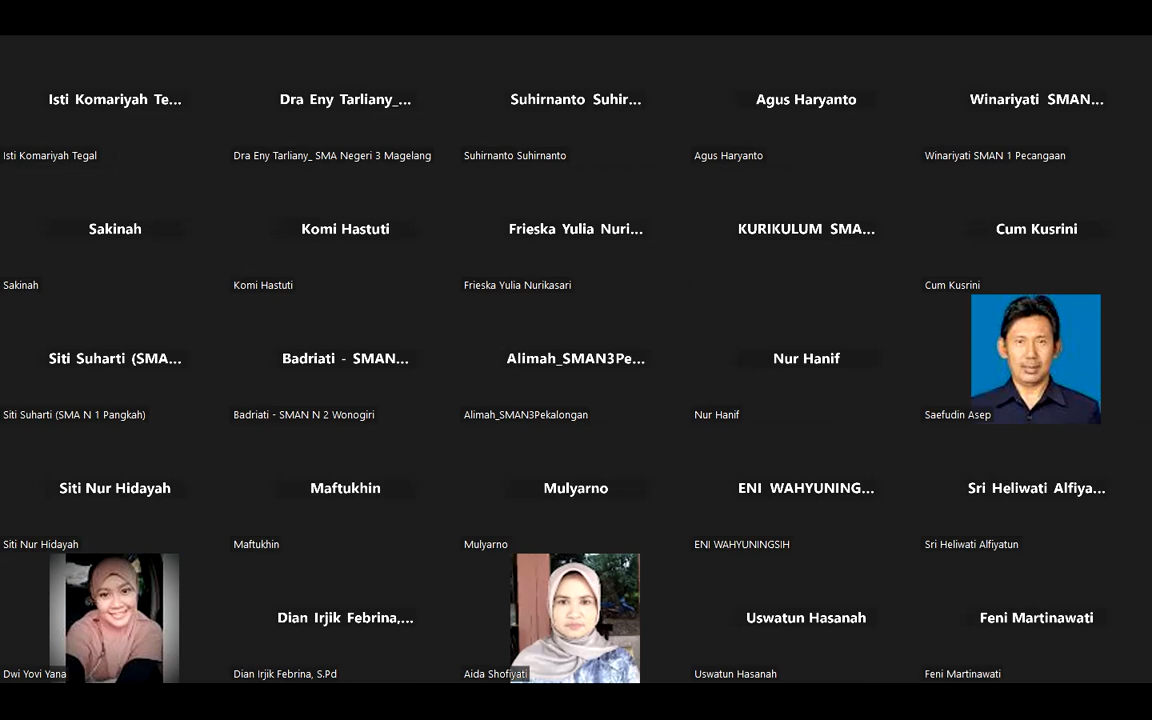 Isti Komariyah Te...
Dra Eny Tarliany_...
Suhirnanto Suhir...
Agus Haryanto
Winariyati SMAN...
Isti Komariyah Tegal
Dra Eny Tarliany_ SMA Negeri 3 Magelang
Suhirnanto Suhirnanto
Agus Haryanto
Winariyati SMAN 1 Pecangaan
Sakinah
Komi Hastuti
Frieska Yulia Nuri...
KURIKULUM SMA...
Cum Kusrini
Sakinah
Komi Hastuti
Frieska Yulia Nurikasari
Cum Kusrini
Siti Suharti (SMA...
Badriati - SMAN...
Alimah_SMAN3Pe...
Nur Hanif
Siti Suharti (SMA N 1 Pangkah)
Badriati - SMAN N 2 Wonogiri
Alimah_SMAN3Pekalongan
Nur Hanif
Saefudin Asep
Siti Nur Hidayah
Maftukhin
Mulyarno
ENI WAHYUNING...
Sri Heliwati Alfiya...
Siti Nur Hidayah
Maftukhin
Mulyarno
ENI WAHYUNINGSIH
Sri Heliwati Alfiyatun
Dian Irjik Febrina,...
Uswatun Hasanah
Feni Martinawati
Dwi Yovi Yana
Dian Irjik Febrina, S.Pd
Aida Shofiyati
Uswatun Hasanah
Feni Martinawati